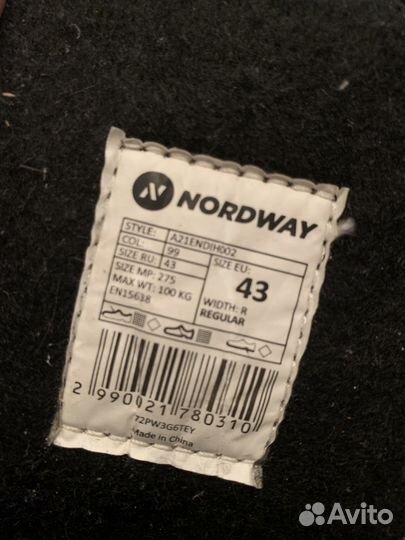 NORDWAY
STYLE: A21ENDIH002
COL: 99
SIZE RU: 43
SIZE MP: 275
MAX WT: 100 KG
EN15638
SIZE EU:
43
WIDTH: R
REGULAR
2 990021 780310
72PW3G6TEY
Made in China
Avito